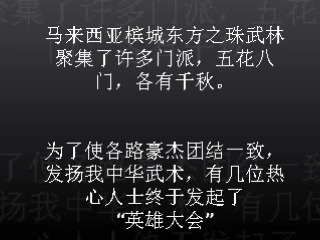 马来西亚槟城东方之珠武林
聚集了许多门派，五花八
门，各有千秋。
为了使各路豪杰团结一致，
发扬我中华武术，有几位热
心人士终于发起了
“英雄大会”